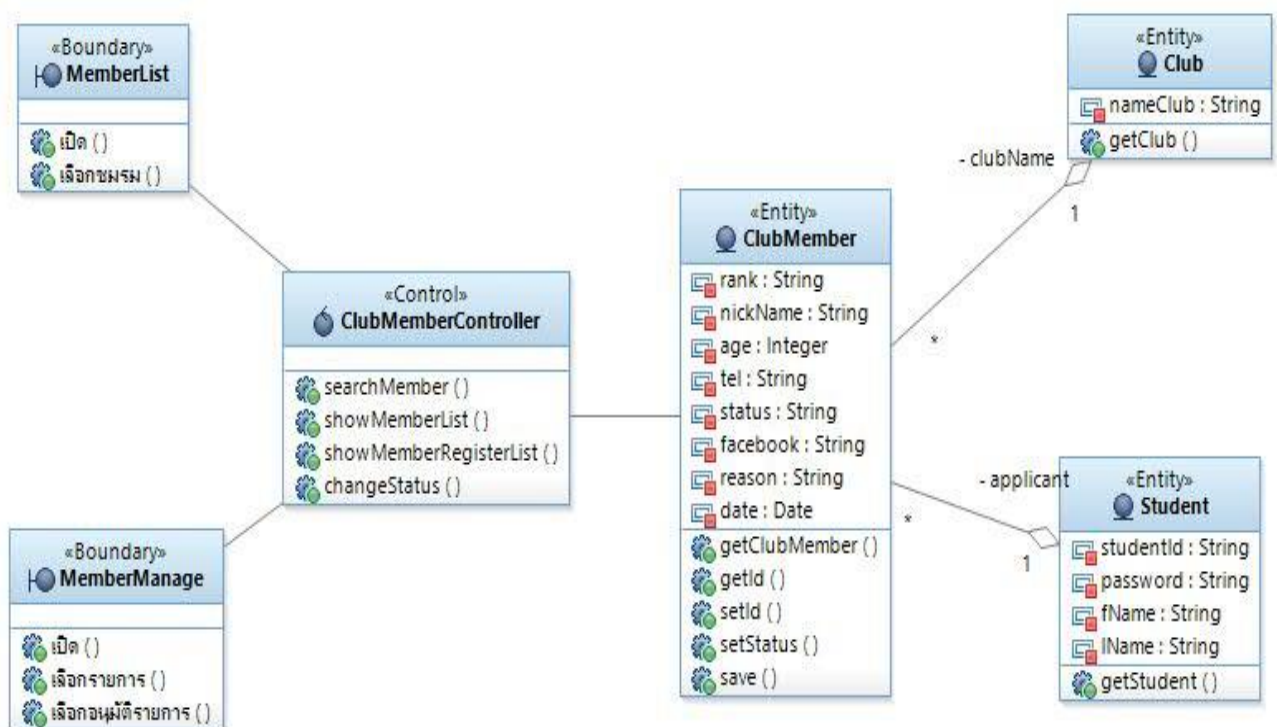 «Boundary»
MemberList
เปิด ()
เลือกชมรม ()
«Control»
ClubMemberController
searchMember ()
showMemberList ()
showMemberRegisterList ()
changeStatus ()
«Boundary»
MemberManage
เปิด ()
เลือกรายการ ()
เลือกอนุมัติรายการ ()
«Entity»
ClubMember
rank : String
nickName : String
age : Integer
tel : String
status : String
facebook : String
reason : String
date : Date
getClubMember ()
getId ()
setId ()
setStatus ()
save ()
«Entity»
Club
nameClub : String
getClub ()
- clubName
1
*
- applicant
*
1
«Entity»
Student
studentId : String
password : String
fName : String
lName : String
getStudent ()